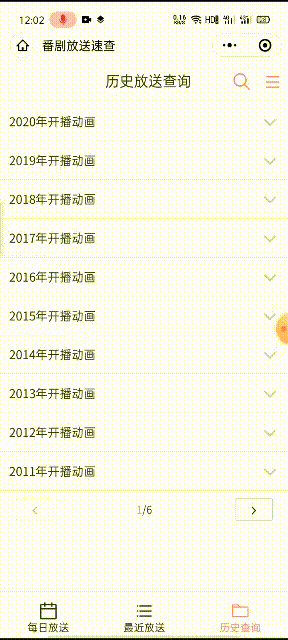 12:02
番剧放送速查
历史放送查询
2020年开播动画
2019年开播动画
2018年开播动画
2017年开播动画
2016年开播动画
2015年开播动画
2014年开播动画
2013年开播动画
2012年开播动画
2011年开播动画
1/6
每日放送 最近放送 历史查询